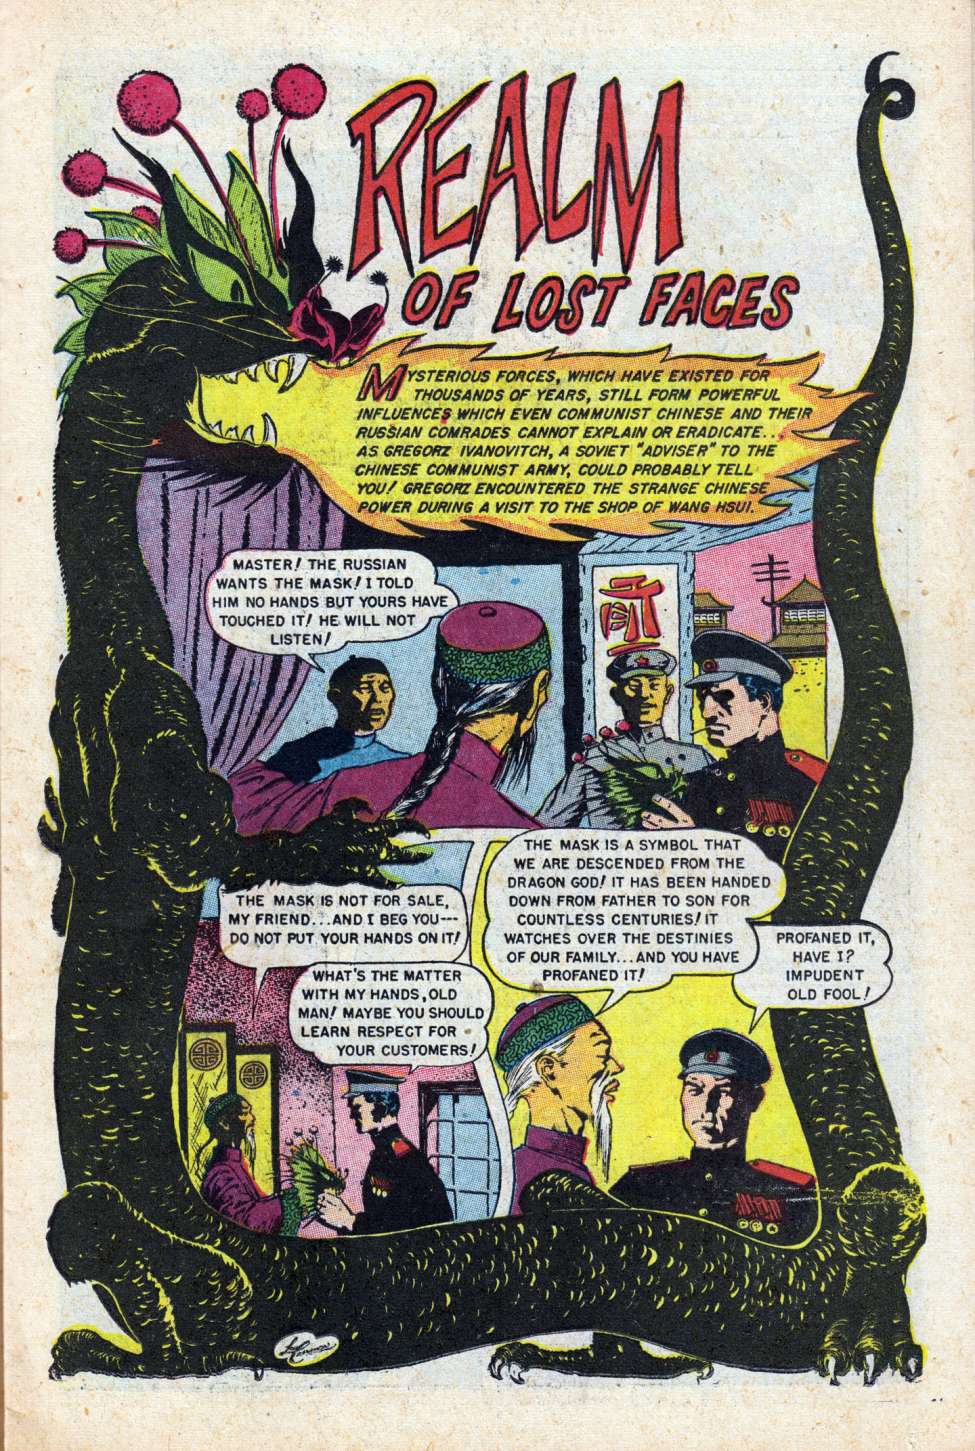 REALM
OF LOST FACES
MYSTERIOUS FORCES, WHICH HAVE EXISTED FOR
THOUSANDS OF YEARS, STILL FORM POWERFUL
INFLUENCES WHICH EVEN COMMUNIST CHINESE AND THEIR
RUSSIAN COMRADES CANNOT EXPLAIN OR ERADICATE...
AS GREGORZ IVANOVITCH, A SOVIET "ADVISER" TO THE
CHINESE COMMUNIST ARMY, COULD PROBABLY TELL
YOU! GREGORZ ENCOUNTERED THE STRANGE CHINESE
POWER DURING A VISIT TO THE SHOP OF WANG HSUI.
MASTER! THE RUSSIAN
WANTS THE MASK! I TOLD
HIM NO HANDS BUT YOURS HAVE
TOUCHED IT! HE WILL NOT
LISTEN!
THE MASK IS NOT FOR SALE,
MY FRIEND...AND I BEG YOU---
DO NOT PUT YOUR HANDS ON IT!
WHAT'S THE MATTER
WITH MY HANDS, OLD
MAN! MAYBE YOU SHOULD
LEARN RESPECT FOR
YOUR CUSTOMERS!
THE MASK IS A SYMBOL THAT
WE ARE DESCENDED FROM THE
DRAGON GOD! IT HAS BEEN HANDED
DOWN FROM FATHER TO SON FOR
COUNTLESS CENTURIES! IT
WATCHES OVER THE DESTINIES
OF OUR FAMILY...AND YOU HAVE
PROFANED IT!
PROFANED IT,
HAVE I?
IMPUDENT
OLD FOOL!